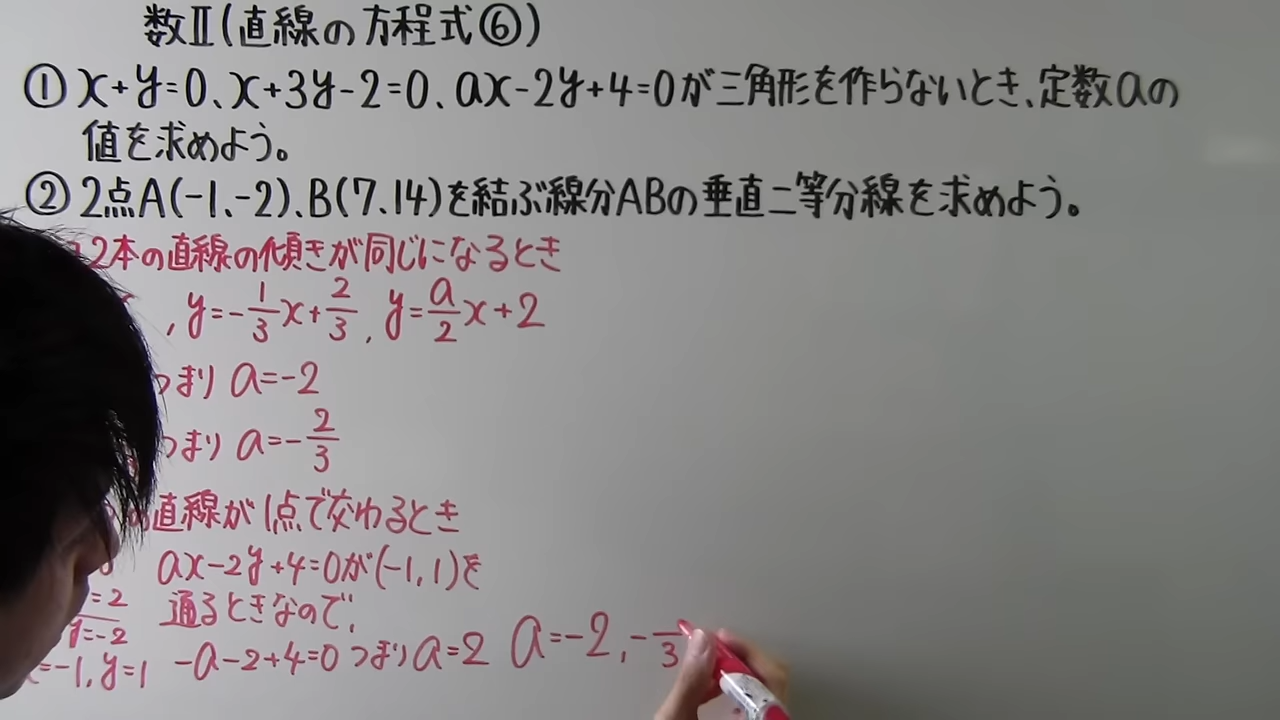 数Ⅱ(直線の方程式⑥)
① x+y=0、x+3y-2=0、ax-2y+4=0が三角形を作らないとき、定数aの
値を求めよう。
② 2点A(-1、-2)、B(7、14)を結ぶ線分ABの垂直二等分線を求めよう。
2本の直線の傾きが同じになるとき
, y=-1/3x+2/3, y=a/2x+2
つまり a=-2
つまり a=-2/3
直線が1点で交わるとき
ax-2y+4=0が(-1,1)を
=2 通るときなので、
y=-2
=-1, y=1 -a-2+4=0 つまりa=2 a=-2, -/3